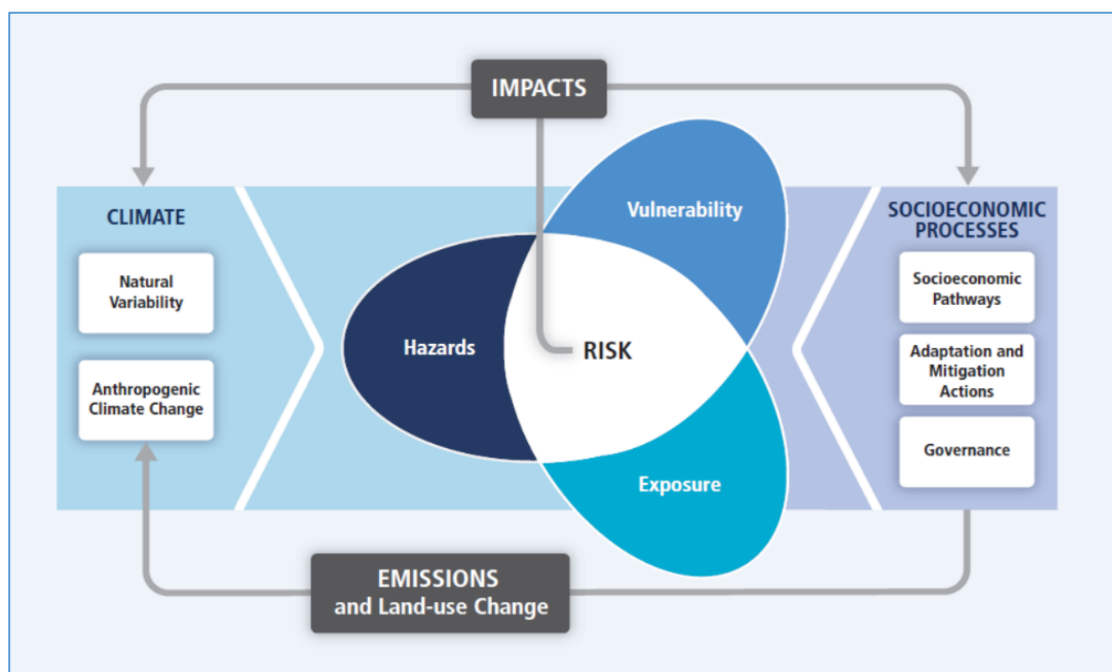 IMPACTS
CLIMATE
Natural
Variability
Anthropogenic
Climate Change
Vulnerability
Hazards
RISK
Exposure
SOCIOECONOMIC
PROCESSES
Socioeconomic
Pathways
Adaptation and
Mitigation
Actions
Governance
EMISSIONS
and Land-use Change